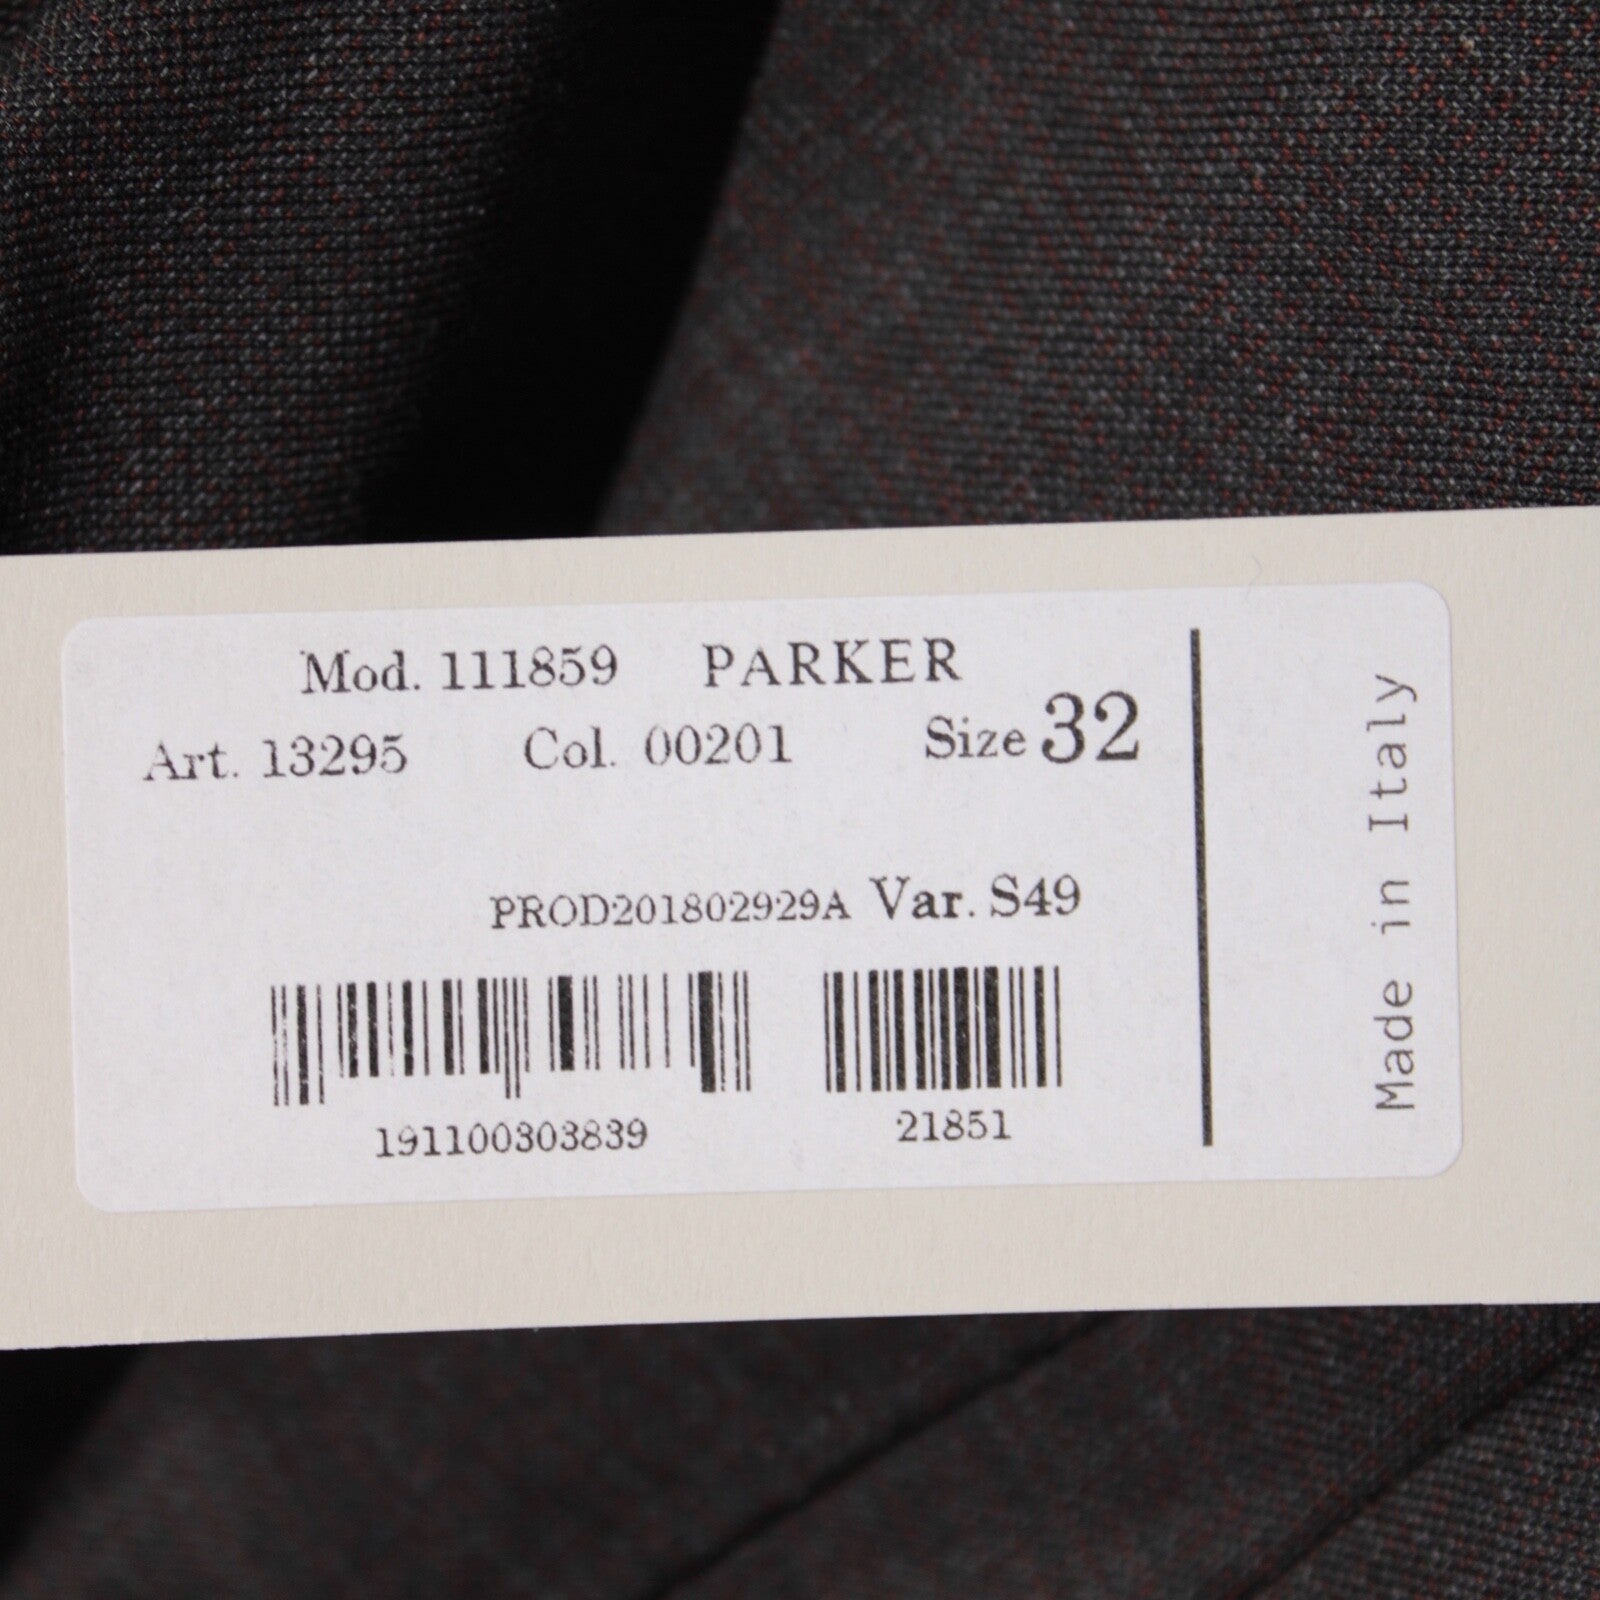 Mod. 111859 PARKER
Art. 13295 Col. 00201 Size 32
PROD201802929A Var. S49
191100303839 21851
Made in Italy